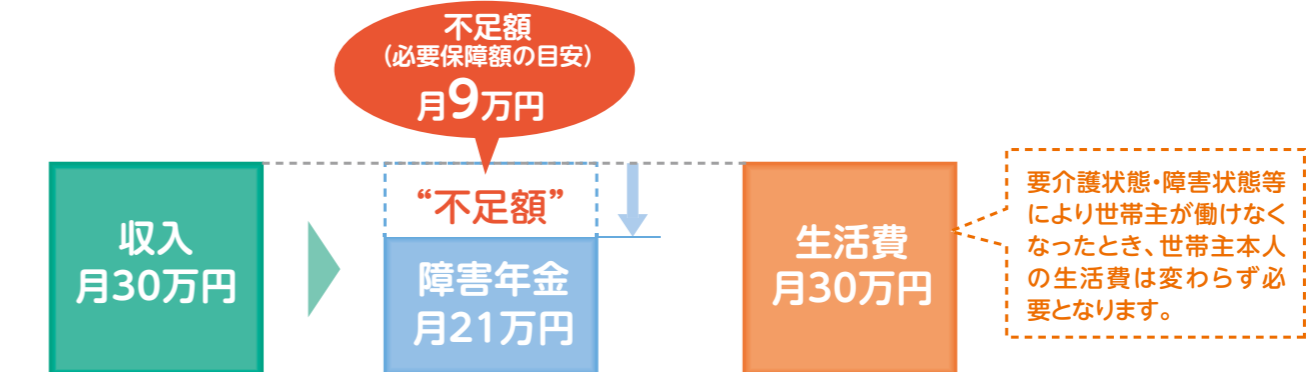 不足額
(必要保障額の目安)
月9万円
収入
月30万円
“不足額”
障害年金
月21万円
生活費
月30万円
要介護状態・障害状態等
により世帯主が働けなく
なったとき、世帯主本人
の生活費は変わらず必
要となります。